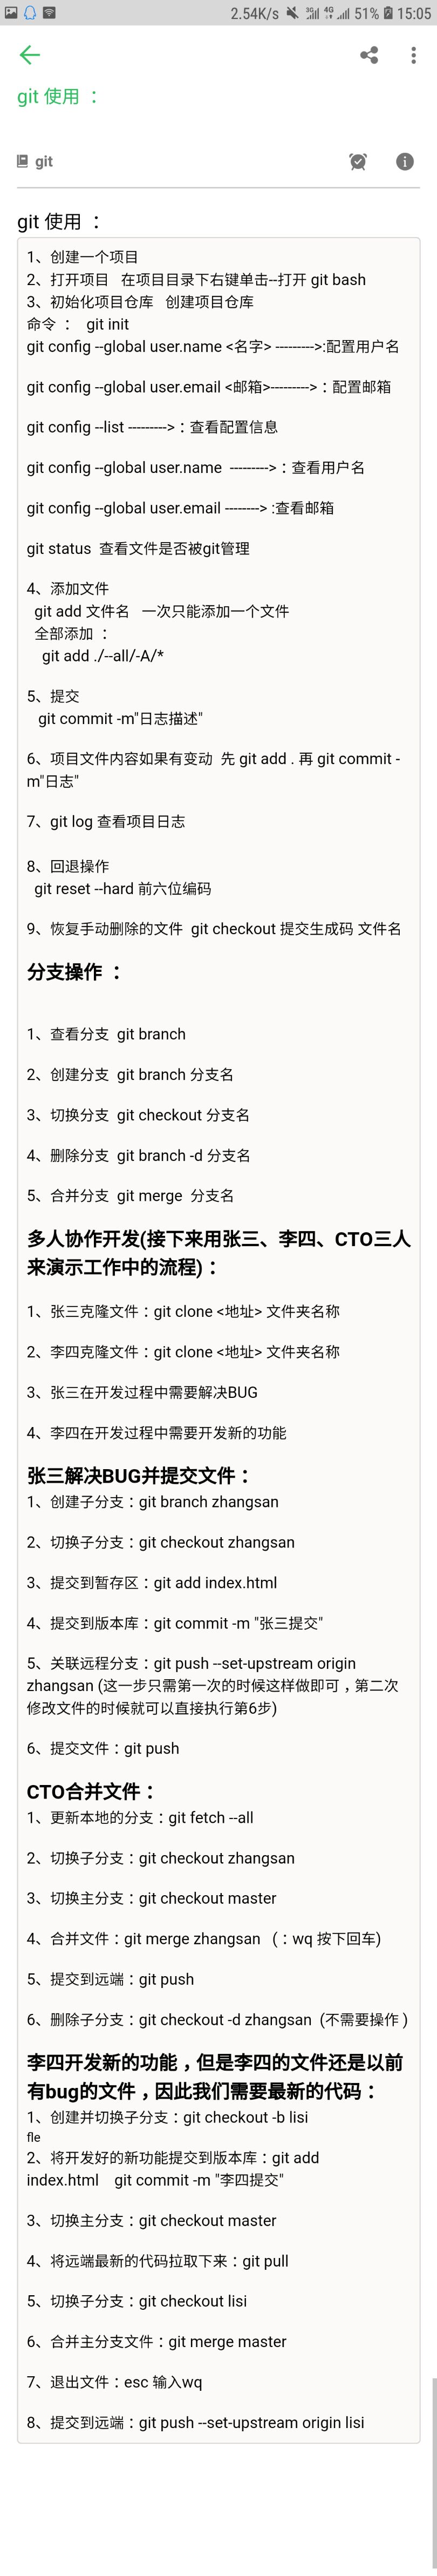 2.54K/s 3G 4G 51% 15:05
git 使用 ：
git
git 使用 ：
1、创建一个项目
2、打开项目 在项目目录下右键单击--打开 git bash
3、初始化项目仓库 创建项目仓库
命令 ： git init
git config --global user.name <名字> --------->:配置用户名
git config --global user.email <邮箱>--------->：配置邮箱
git config --list --------->：查看配置信息
git config --global user.name --------->：查看用户名
git config --global user.email --------> :查看邮箱
git status 查看文件是否被git管理
4、添加文件
git add 文件名 一次只能添加一个文件
全部添加 ：
git add ./--all/-A/*
5、提交
git commit -m"日志描述"
6、项目文件内容如果有变动 先 git add . 再 git commit -
m"日志"
7、git log 查看项目日志
8、回退操作
git reset --hard 前六位编码
9、恢复手动删除的文件 git checkout 提交生成码 文件名
分支操作 ：
1、查看分支 git branch
2、创建分支 git branch 分支名
3、切换分支 git checkout 分支名
4、删除分支 git branch -d 分支名
5、合并分支 git merge 分支名
多人协作开发(接下来用张三、李四、CTO三人
来演示工作中的流程)：
1、张三克隆文件：git clone <地址> 文件夹名称
2、李四克隆文件：git clone <地址> 文件夹名称
3、张三在开发过程中需要解决BUG
4、李四在开发过程中需要开发新的功能
张三解决BUG并提交文件：
1、创建子分支：git branch zhangsan
2、切换子分支：git checkout zhangsan
3、提交到暂存区：git add index.html
4、提交到版本库：git commit -m "张三提交"
5、关联远程分支：git push --set-upstream origin
zhangsan (这一步只需第一次的时候这样做即可，第二次
修改文件的时候就可以直接执行第6步)
6、提交文件：git push
CTO合并文件：
1、更新本地的分支：git fetch --all
2、切换子分支：git checkout zhangsan
3、切换主分支：git checkout master
4、合并文件：git merge zhangsan (：wq 按下回车)
5、提交到远端：git push
6、删除子分支：git checkout -d zhangsan (不需要操作 )
李四开发新的功能，但是李四的文件还是以前
有bug的文件，因此我们需要最新的代码：
1、创建并切换子分支：git checkout -b lisi
fle
2、将开发好的新功能提交到版本库：git add
index.html git commit -m "李四提交"
3、切换主分支：git checkout master
4、将远端最新的代码拉取下来：git pull
5、切换子分支：git checkout lisi
6、合并主分支文件：git merge master
7、退出文件：esc 输入wq
8、提交到远端：git push --set-upstream origin lisi